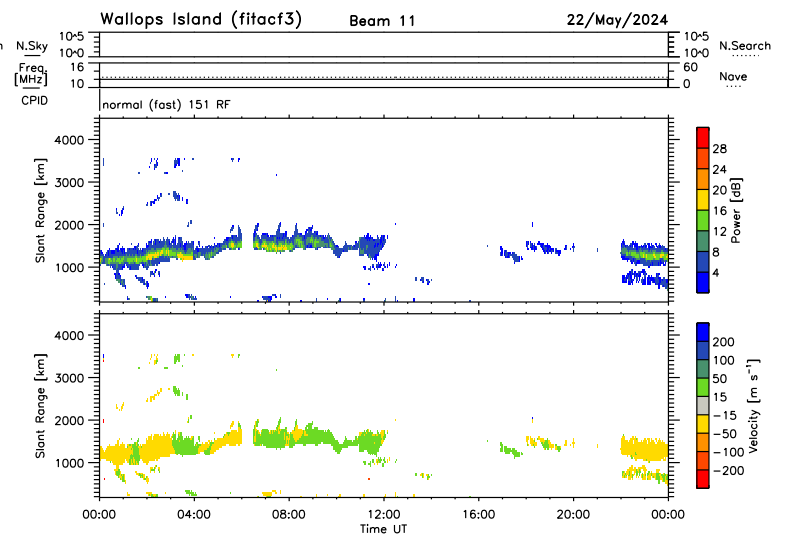 Wallops Island (fitacf3) Beam 11 22/May/2024
n N.Sky 10^5 10^5 N.Search
10^0 10^0
Freq. 16 60 Nave
[MHz] 10 0
CPID normal (fast) 151 RF
Slant Range [km]
4000
3000
2000
1000
28
24
20
16
12
8
4
Power [dB]
Slant Range [km]
4000
3000
2000
1000
200
100
50
15
-15
-50
-100
-200
Velocity [m s⁻¹]
00:00 04:00 08:00 12:00 16:00 20:00 00:00
Time UT